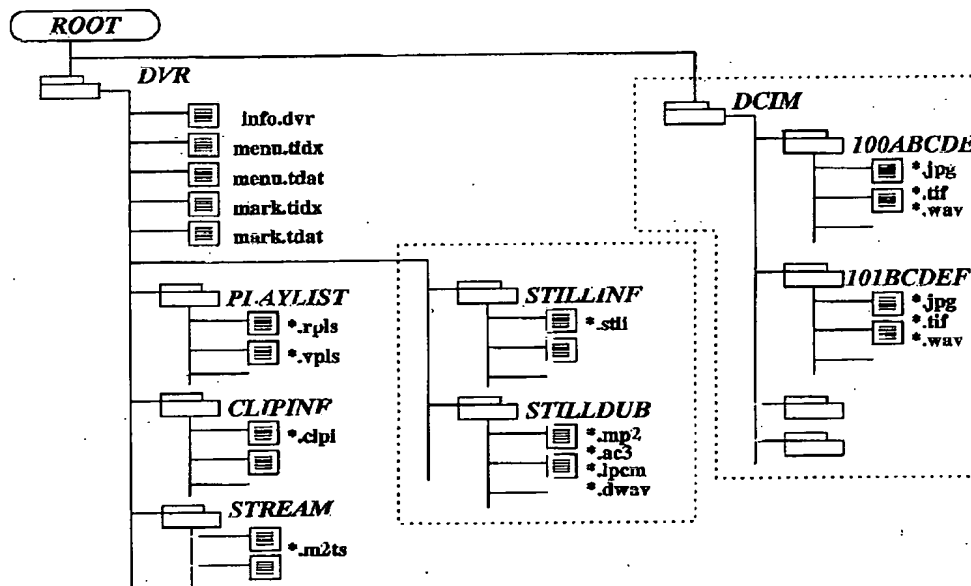 ROOT
DVR
info.dvr
menu.tidx
menu.tdat
mark.tidx
mark.tdat
PLAYLIST
*.rpls
*.vpls
CLIPINF
*.clpi
STREAM
*.m2ts
STILLINF
*.stli
STILLDUB
*.mp2
*.ac3
*.lpcm
*.dwav
DCIM
100ABCDE
*.jpg
*.tif
*.wav
101BCDEF
*.jpg
*.tif
*.wav